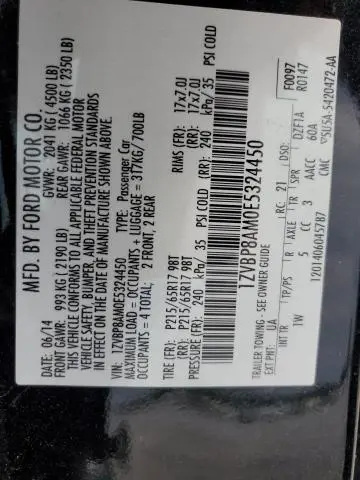 MFD. BY FORD MOTOR CO.
DATE: 06/14 GVWR: 2041 KG ( 4500 LB)
FRONT GAWR: 993 KG ( 2190 LB) REAR GAWR: 1066 KG ( 2350 LB)
THIS VEHICLE CONFORMS TO ALL APPLICABLE FEDERAL MOTOR
VEHICLE SAFETY, BUMPER, AND THEFT PREVENTION STANDARDS
IN EFFECT ON THE DATE OF MANUFACTURE SHOWN ABOVE.
VIN: 1ZVBP8AM0E5324450 TYPE: Passenger Car
MAXIMUM LOAD = OCCUPANTS + LUGGAGE = 317KG/ 700LB
OCCUPANTS = 4 TOTAL; 2 FRONT, 2 REAR
TIRE (FR): P215/65R17 98T RIMS (FR): 17x7.0J
TIRE (RR): P215/65R17 98T RIMS (RR): 17x7.0J
PRESSURE (FR): 240 kPa/ 35 PSI COLD (RR): 240 kPa/ 35 PSI COLD
1ZVBP8AM0E5324450
F0097
R0147
TRAILER TOWING - SEE OWNER GUIDE
EXT PNT: UA RC: 21 DSO: DZF1A
INT TR TP/PS R AXLE TR SPR
1W 5 CC 3 AACC 60A
1201406045787 CMC
▽5U5A-5420472-AA